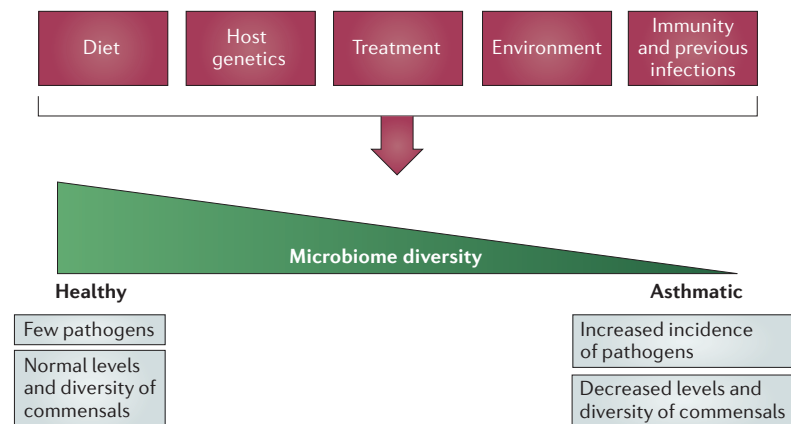 Diet
Host
genetics
Treatment
Environment
Immunity
and previous
infections
Microbiome diversity
Healthy
Asthmatic
Few pathogens
Normal levels
and diversity of
commensals
Increased incidence
of pathogens
Decreased levels and
diversity of commensals